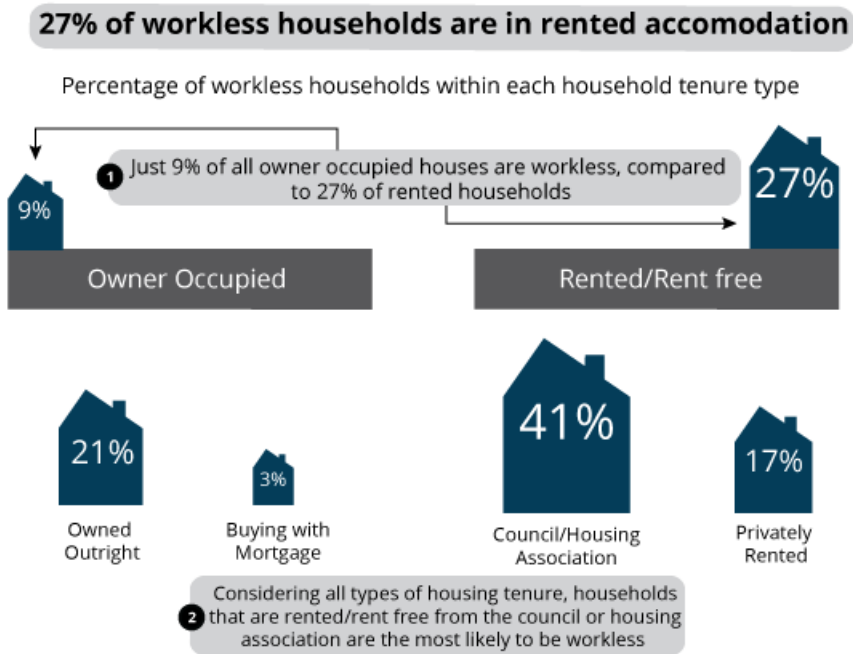 27% of workless households are in rented accomodation
Percentage of workless households within each household tenure type
1 Just 9% of all owner occupied houses are workless, compared
to 27% of rented households
9%
27%
Owner Occupied
Rented/Rent free
21%
3%
41%
17%
Owned
Outright
Buying with
Mortgage
Council/Housing
Association
Privately
Rented
Considering all types of housing tenure, households
2 that are rented/rent free from the council or housing
association are the most likely to be workless